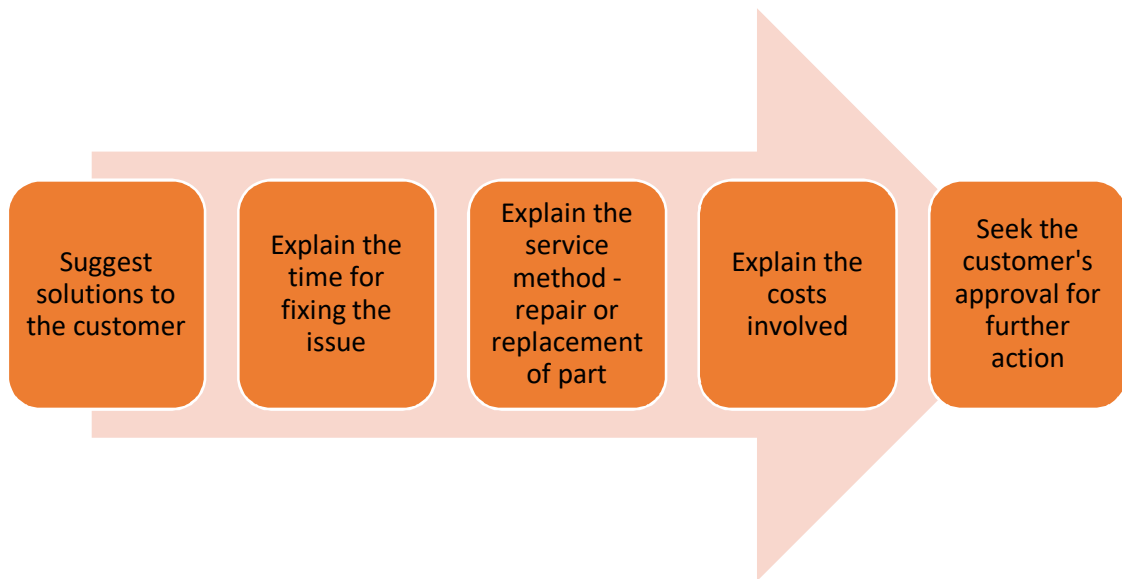 Suggest
solutions to
the customer
Explain the
time for
fixing the
issue
Explain the
service
method -
repair or
replacement
of part
Explain the
costs
involved
Seek the
customer's
approval for
further
action